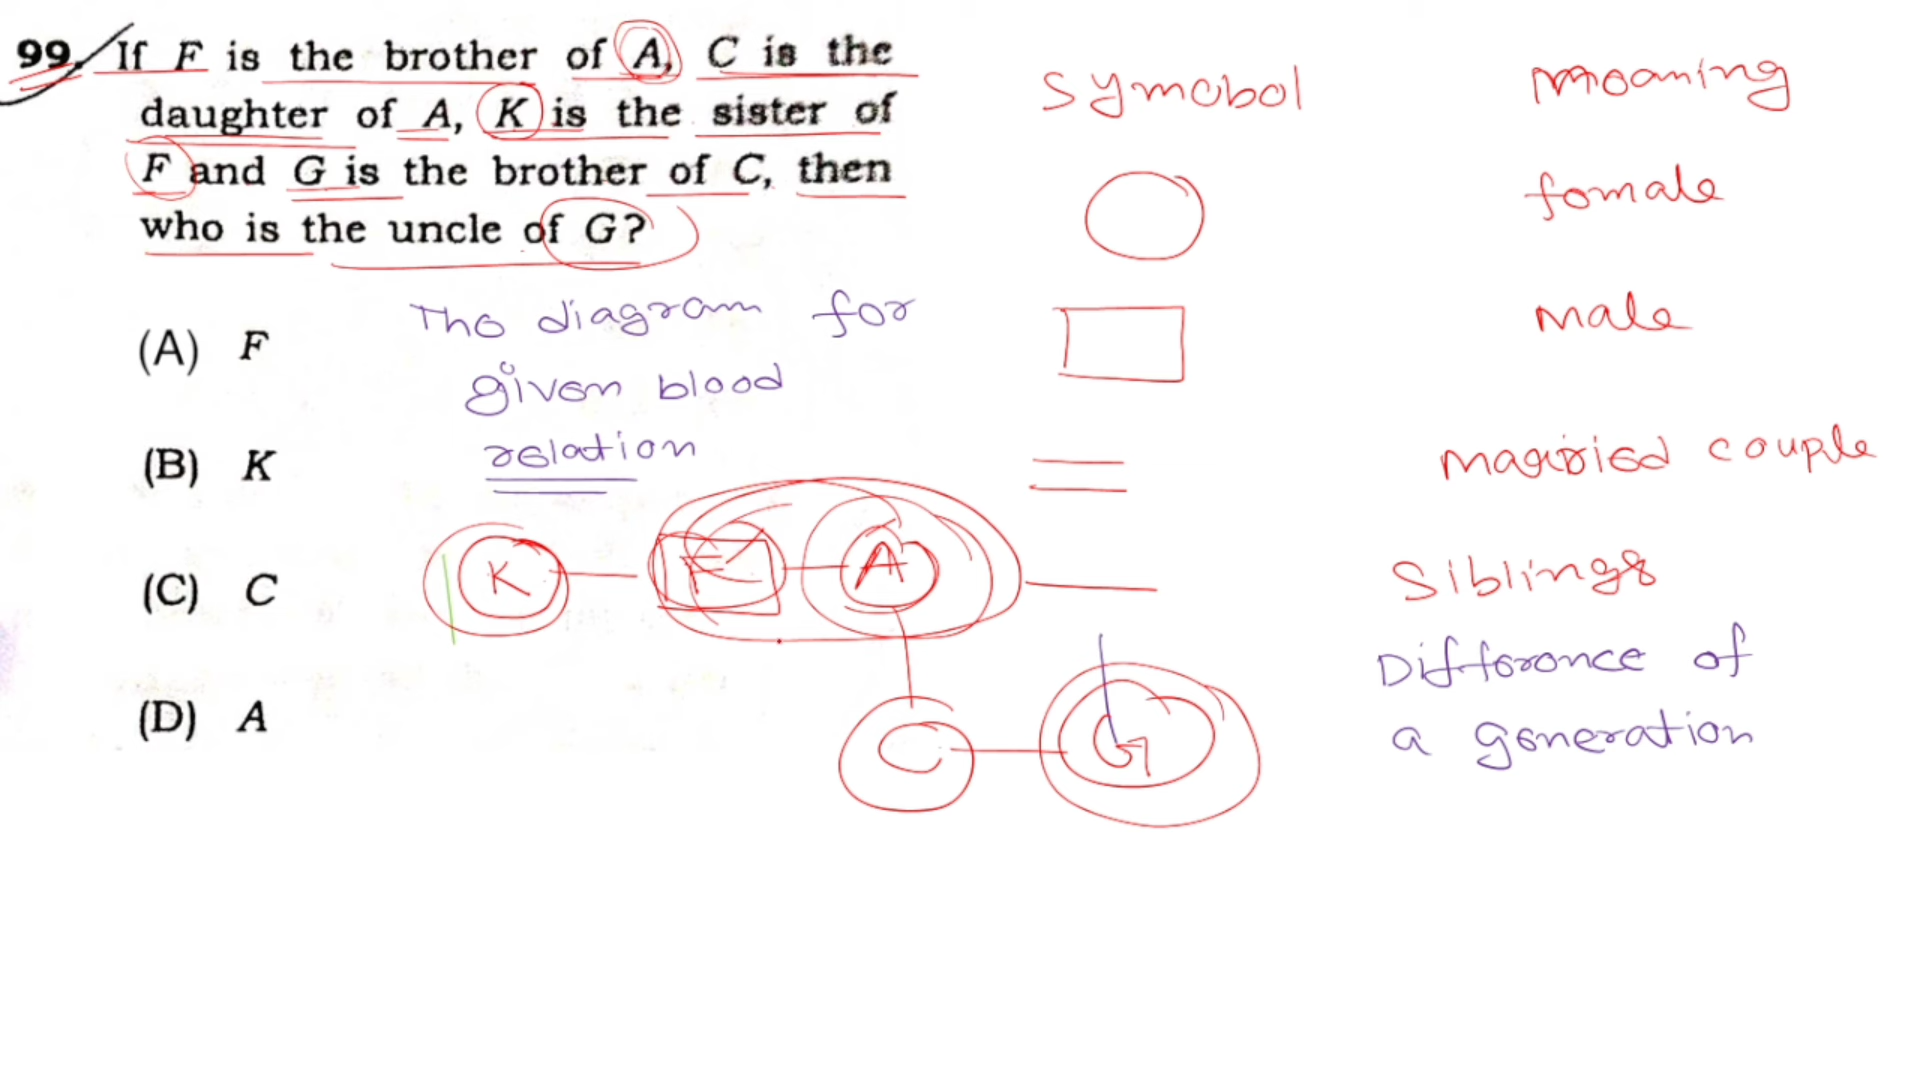 99. If F is the brother of A, C is the
daughter of A, K is the sister of
F and G is the brother of C, then
who is the uncle of G?
(A) F
(B) K
(C) C
(D) A
The diagram for
given blood
relation
K F A
C G
Symobol Meaning
female
male
married couple
Siblings
Difference of
a generation